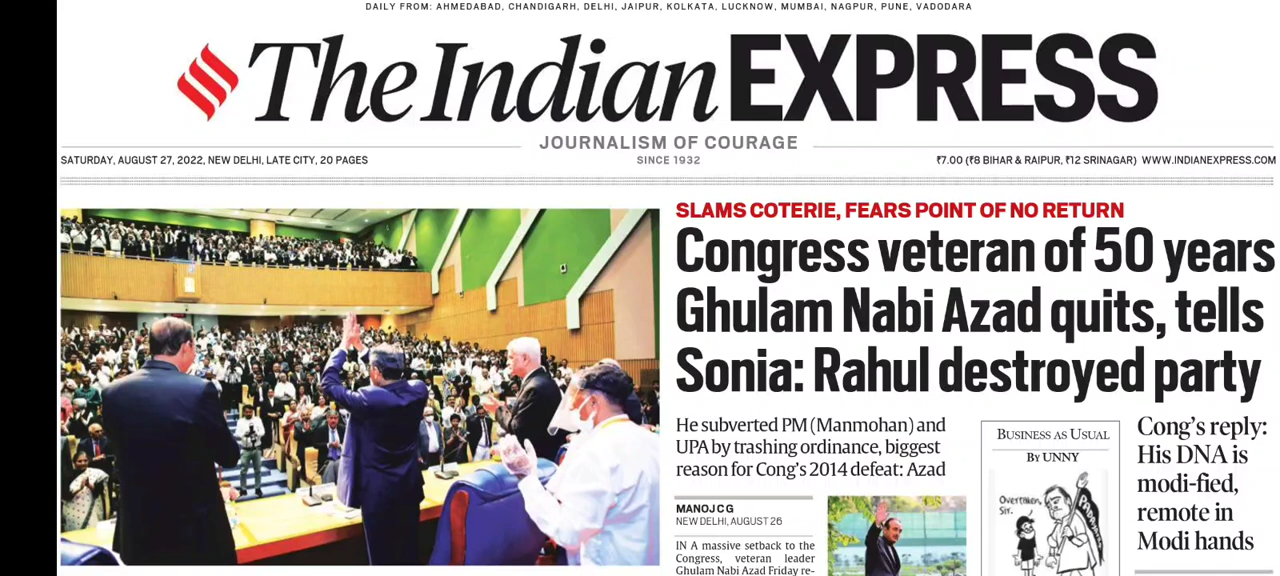 DAILY FROM: AHMEDABAD, CHANDIGARH, DELHI, JAIPUR, KOLKATA, LUCKNOW, MUMBAI, NAGPUR, PUNE, VADODARA
The Indian EXPRESS
JOURNALISM OF COURAGE
SATURDAY, AUGUST 27, 2022, NEW DELHI, LATE CITY, 20 PAGES
SINCE 1932
₹7.00 (₹8 BIHAR & RAIPUR, ₹12 SRINAGAR) WWW.INDIANEXPRESS.COM
SLAMS COTERIE, FEARS POINT OF NO RETURN
Congress veteran of 50 years
Ghulam Nabi Azad quits, tells
Sonia: Rahul destroyed party
He subverted PM (Manmohan) and
UPA by trashing ordinance, biggest
reason for Cong's 2014 defeat: Azad
MANOJ C G
NEW DELHI, AUGUST 26
IN A massive setback to the
Congress, veteran leader
Ghulam Nabi Azad Friday re-
BUSINESS AS USUAL
BY UNNY
OVERTAKEN,
SIR.
Cong's reply:
His DNA is
modi-fied,
remote in
Modi hands